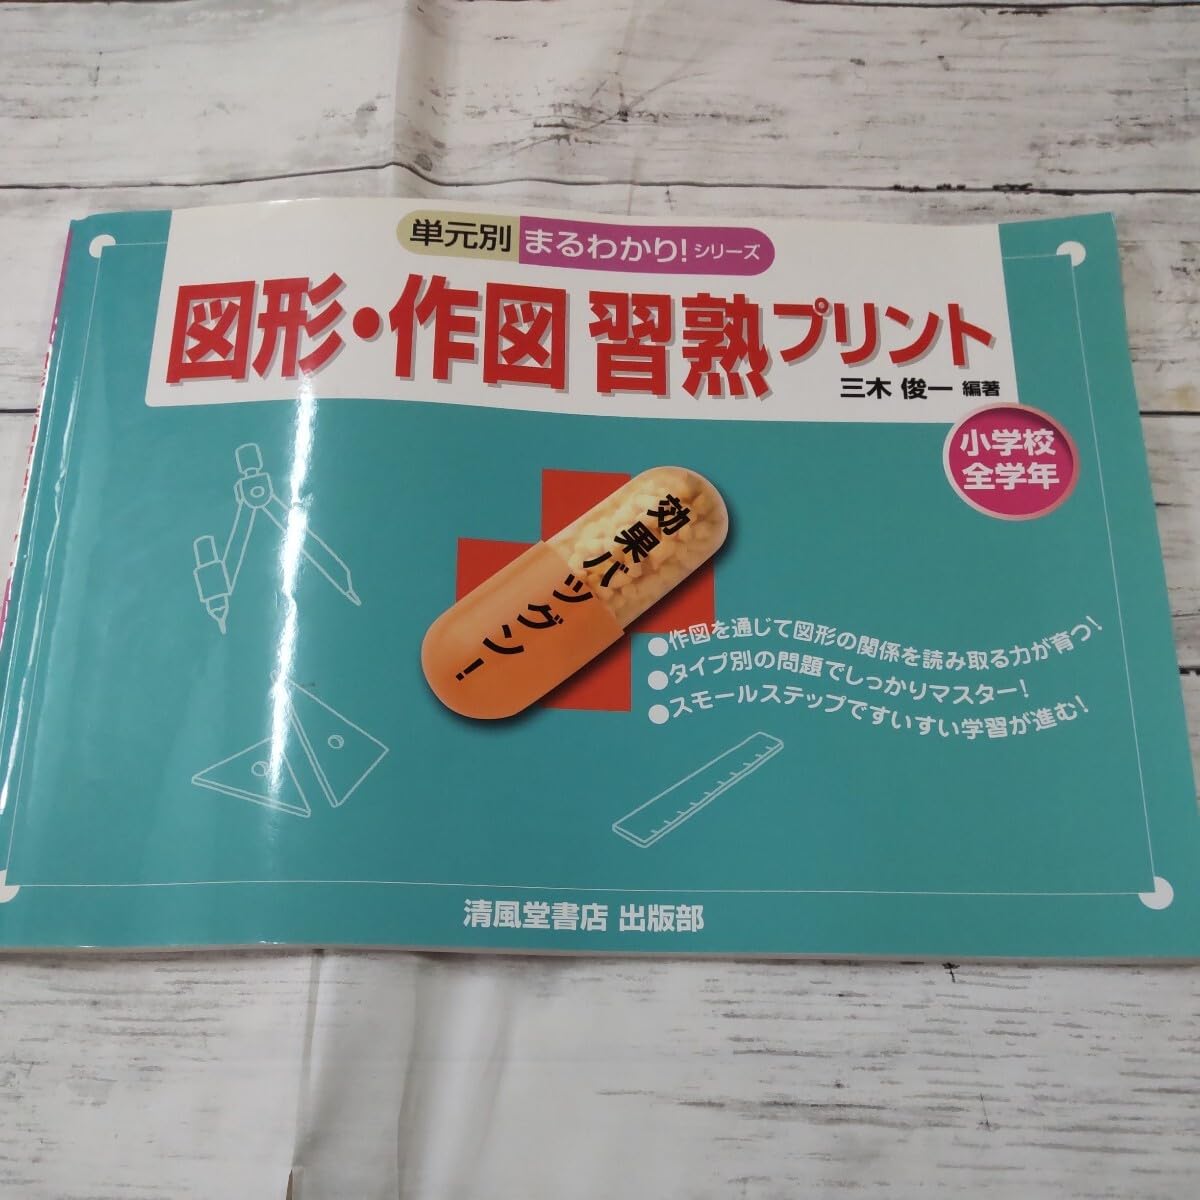 単元別 まるわかり!シリーズ
図形・作図 習熟プリント
三木 俊一 編著
小学校
全学年
効果バツグン!
●作図を通じて図形の関係を読み取る力が育つ!
●タイプ別の問題でしっかりマスター!
●スモールステップですいすい学習が進む!
清風堂書店 出版部